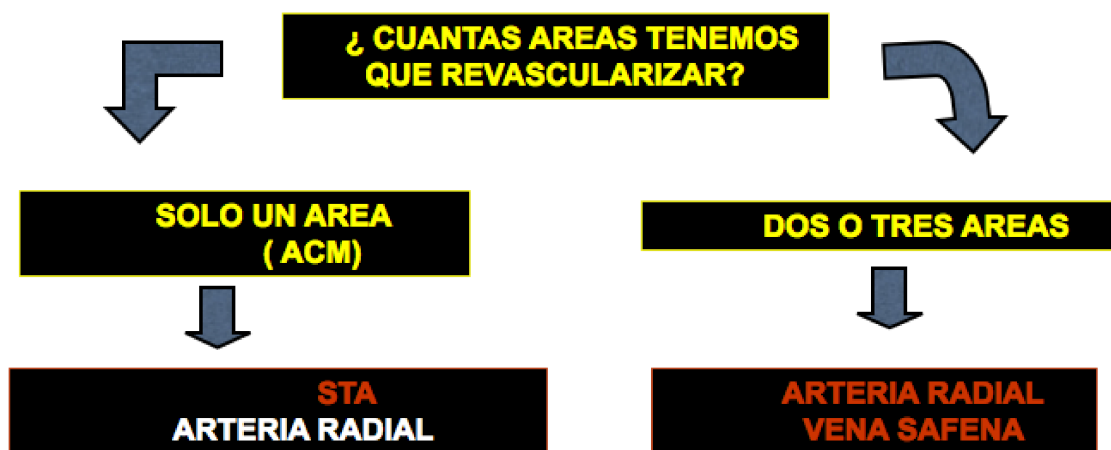 ¿ CUANTAS AREAS TENEMOS
QUE REVASCULARIZAR?
SOLO UN AREA
( ACM)
DOS O TRES AREAS
STA
ARTERIA RADIAL
ARTERIA RADIAL
VENA SAFENA